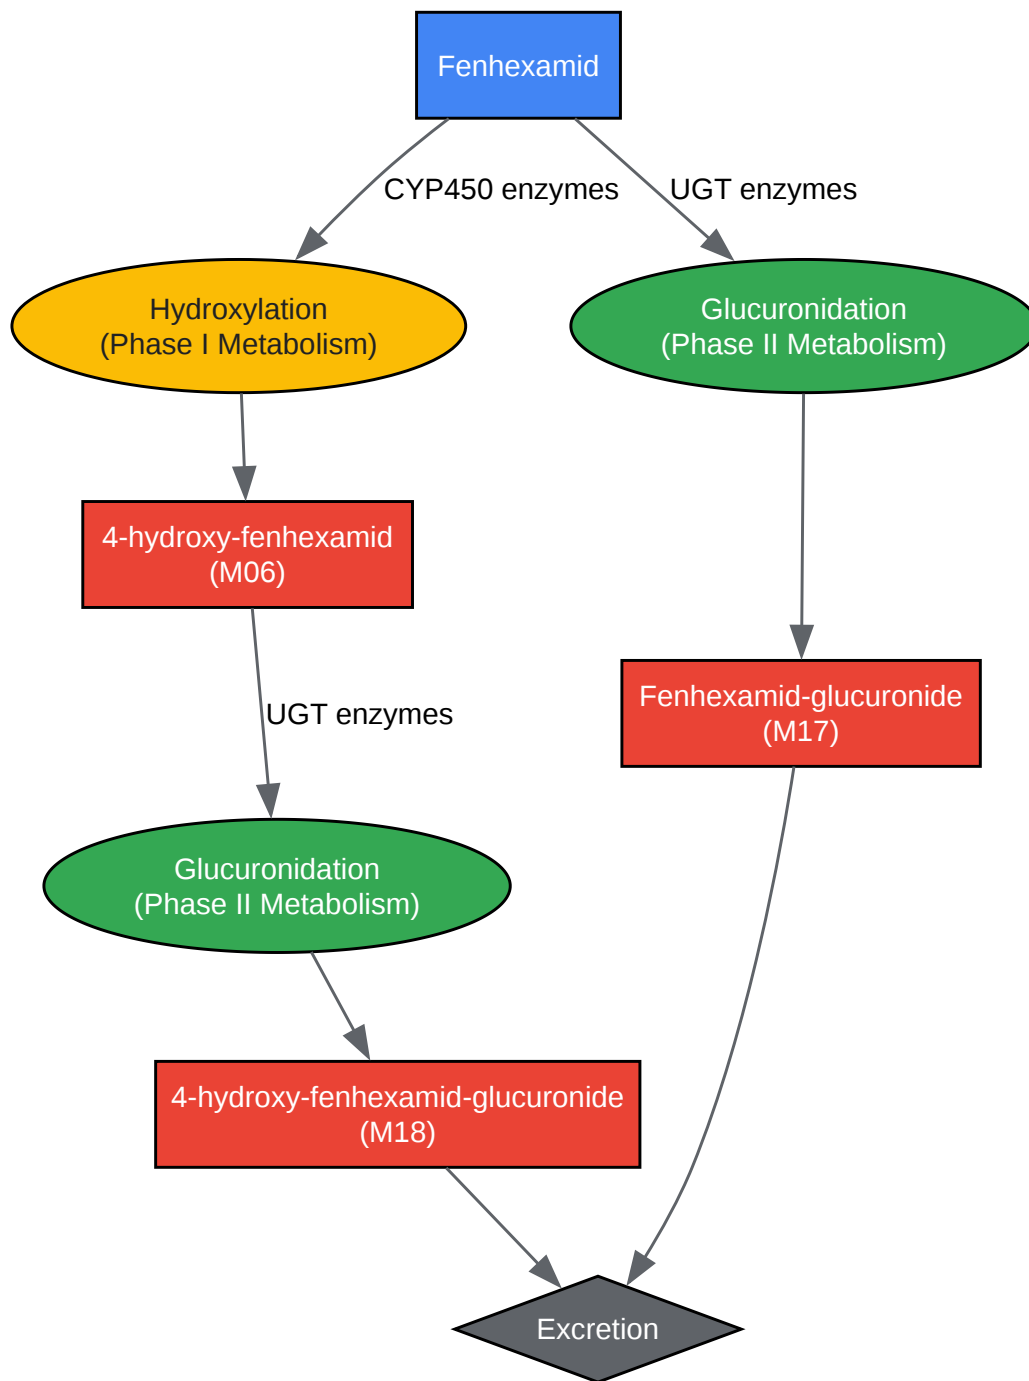 Fenhexamid
CYP450 enzymes
UGT enzymes
Hydroxylation
(Phase I Metabolism)
Glucuronidation
(Phase II Metabolism)
4-hydroxy-fenhexamid
(M06)
UGT enzymes
Fenhexamid-glucuronide
(M17)
Glucuronidation
(Phase II Metabolism)
4-hydroxy-fenhexamid-glucuronide
(M18)
Excretion